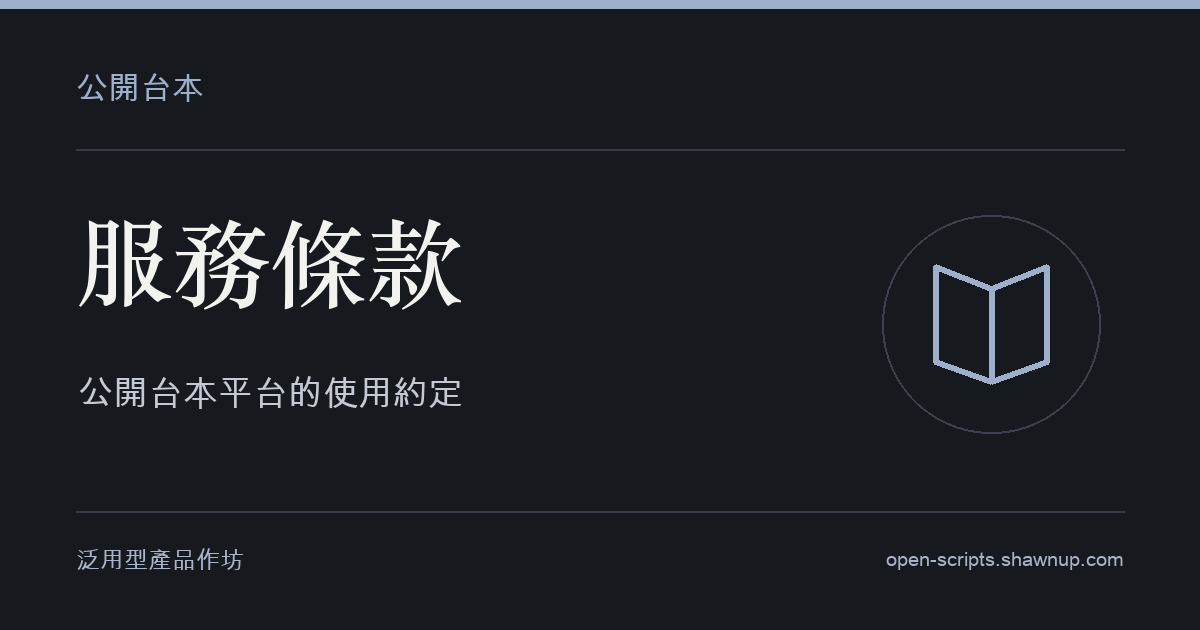 公開台本
服務條款
公開台本平台的使用約定
泛用型產品作坊
open-scripts.shawnup.com